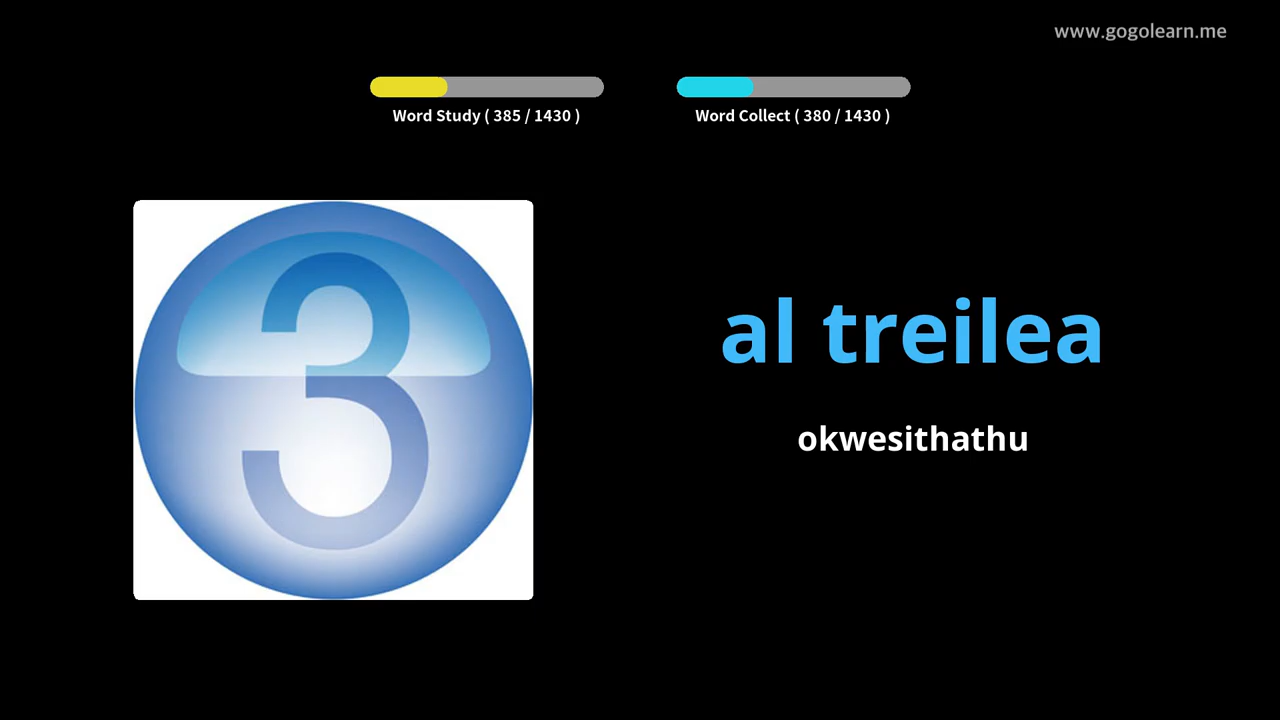 www.gogolearn.me
Word Study ( 385 / 1430 )
Word Collect ( 380 / 1430 )
3
al treilea
okwesithathu